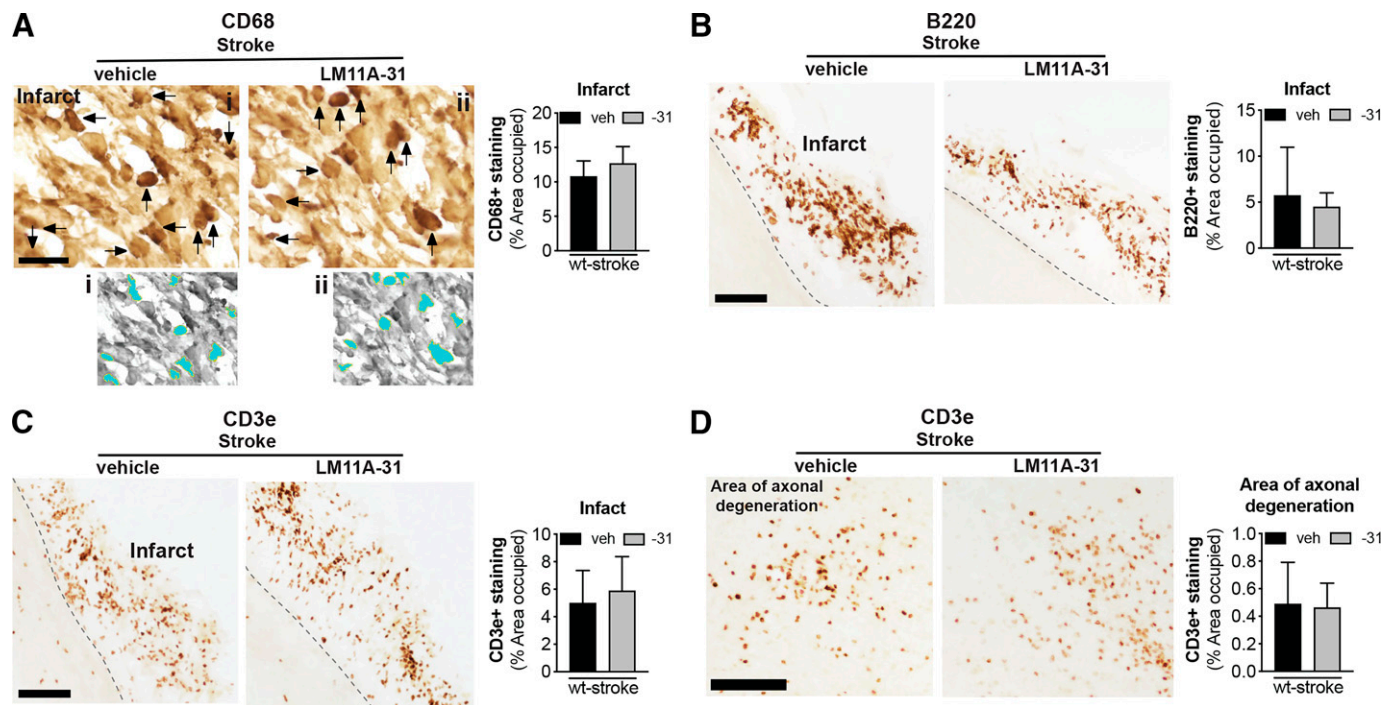 A
CD68
Stroke
vehicle
LM11A-31
Infarct
i
ii
i
ii
Infarct
veh
-31
CD68+ staining
(% Area occupied)
20
15
10
5
0
wt-stroke
B
B220
Stroke
vehicle
LM11A-31
Infarct
Infact
veh
-31
B220+ staining
(% Area occupied)
15
10
5
0
wt-stroke
C
CD3e
Stroke
vehicle
LM11A-31
Infarct
Infact
veh
-31
CD3e+ staining
(% Area occupied)
10
8
6
4
2
0
wt-stroke
D
CD3e
Stroke
vehicle
LM11A-31
Area of axonal
degeneration
Area of axonal
degeneration
veh
-31
CD3e+ staining
(% Area occupied)
1.0
0.8
0.6
0.4
0.2
0.0
wt-stroke